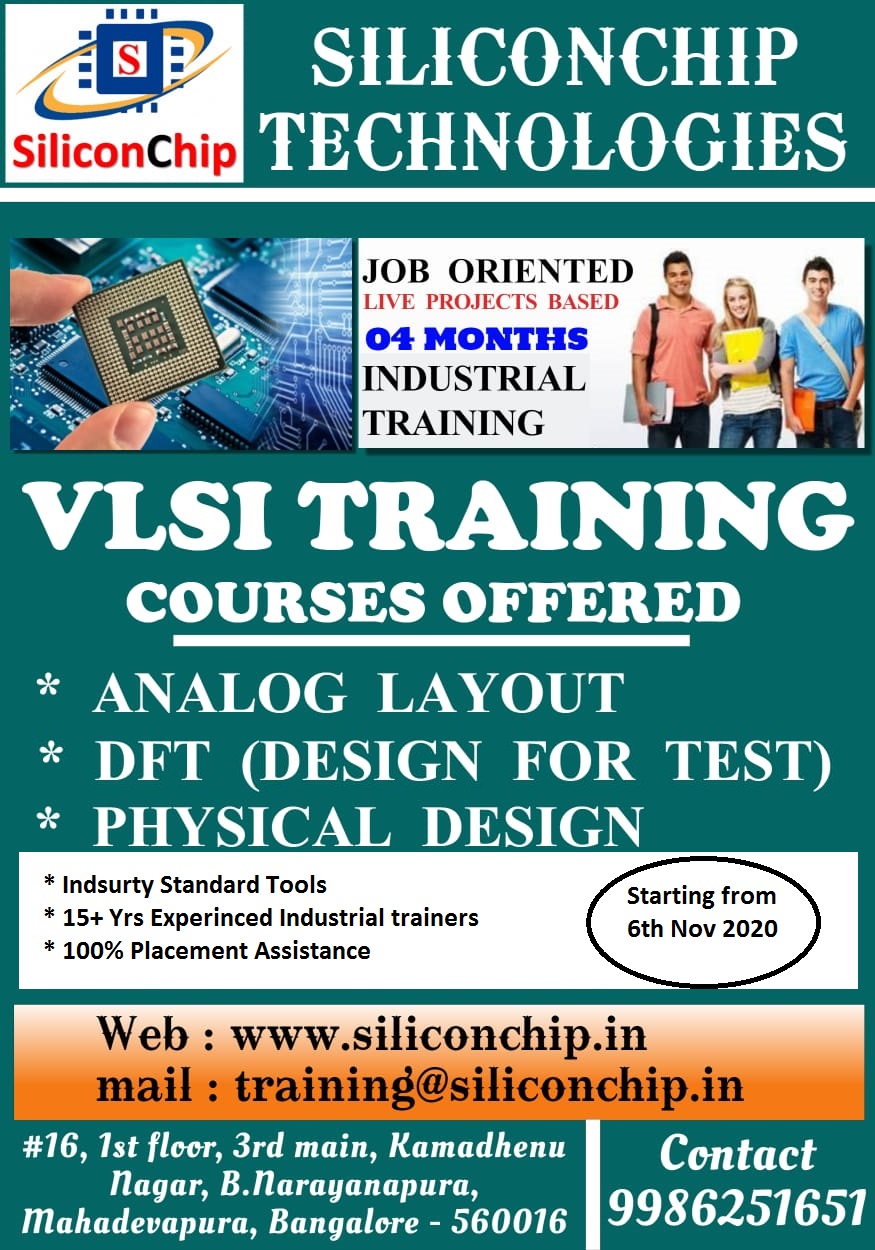 S
SiliconChip
SILICONCHIP
TECHNOLOGIES
JOB ORIENTED
LIVE PROJECTS BASED
04 MONTHS
INDUSTRIAL
TRAINING
VLSI TRAINING
COURSES OFFERED
* ANALOG LAYOUT
* DFT (DESIGN FOR TEST)
* PHYSICAL DESIGN
* Indsurty Standard Tools
* 15+ Yrs Experinced Industrial trainers
* 100% Placement Assistance
Starting from
6th Nov 2020
Web : www.siliconchip.in
mail : training@siliconchip.in
#16, 1st floor, 3rd main, Kamadhenu
Nagar, B.Narayanapura,
Mahadevapura, Bangalore - 560016
Contact
9986251651